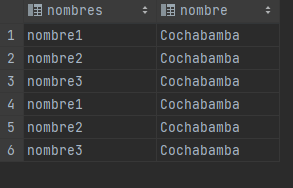 nombres nombre
1 nombre1 Cochabamba
2 nombre2 Cochabamba
3 nombre3 Cochabamba
4 nombre1 Cochabamba
5 nombre2 Cochabamba
6 nombre3 Cochabamba